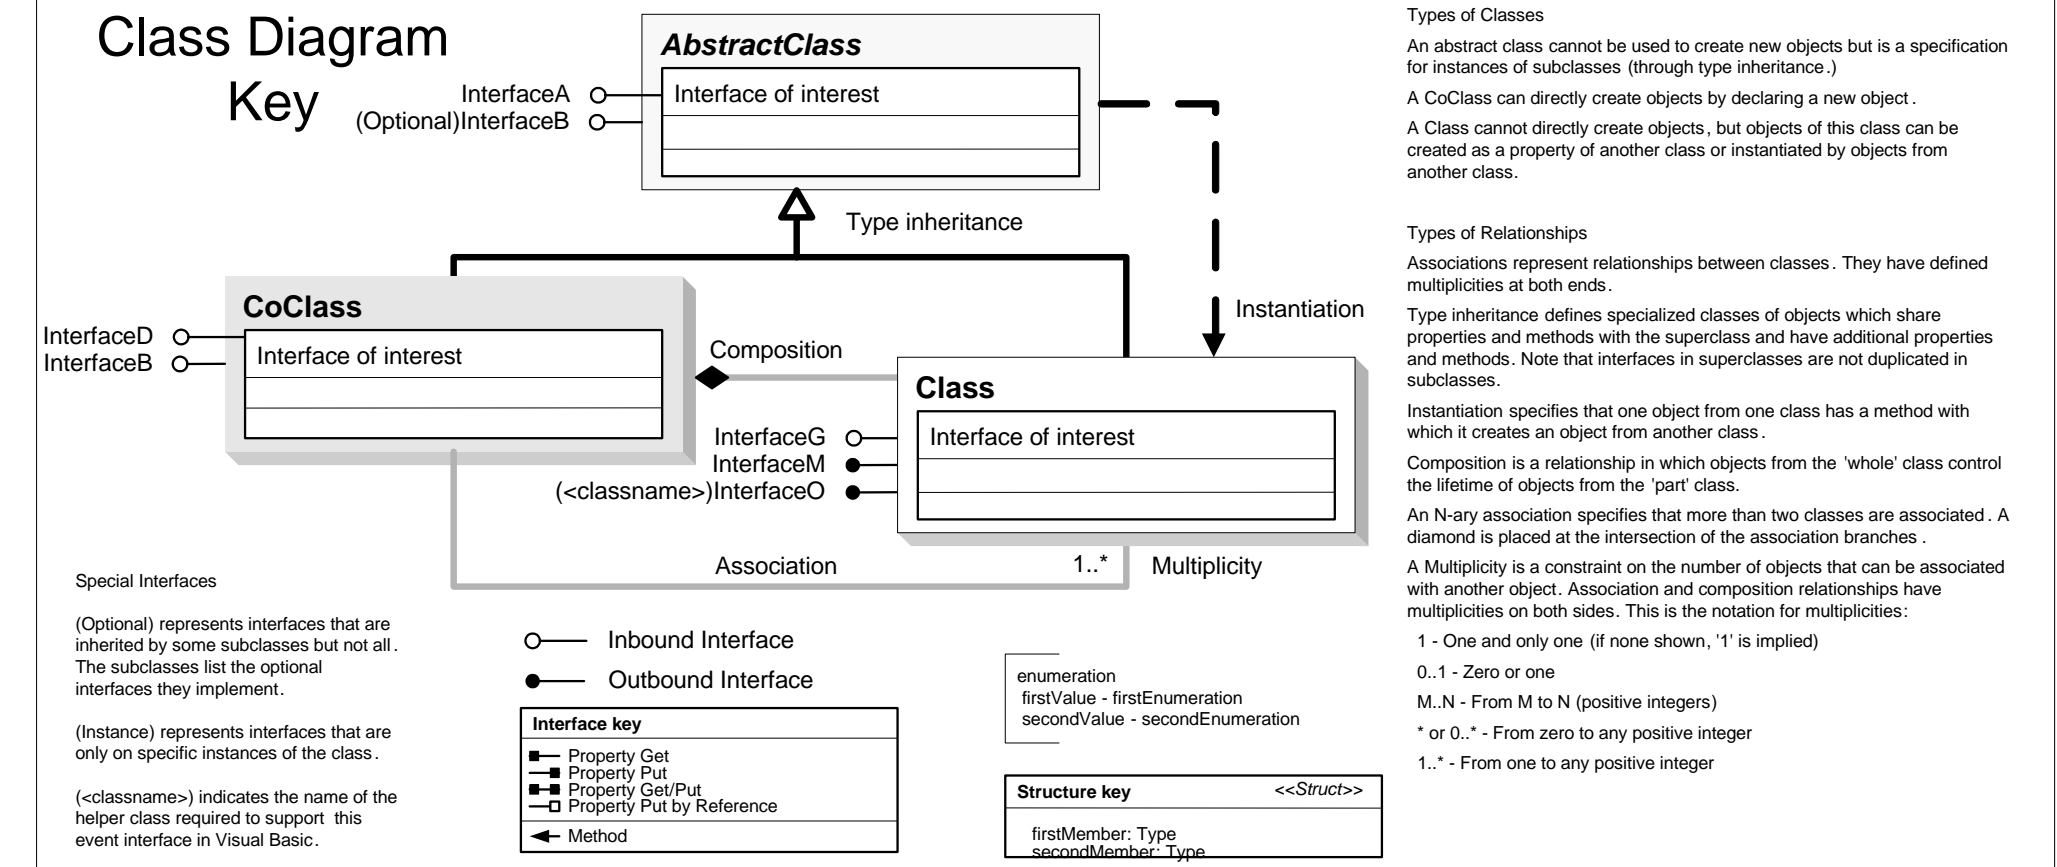 Class Diagram
Key
AbstractClass
Interface of interest
InterfaceA
(Optional)InterfaceB
Type inheritance
CoClass
Interface of interest
InterfaceD
InterfaceB
Composition
Instantiation
Class
Interface of interest
InterfaceG
InterfaceM
(<classname>)InterfaceO
Association
1..*
Multiplicity
Special Interfaces
(Optional) represents interfaces that are
inherited by some subclasses but not all.
The subclasses list the optional
interfaces they implement.
(Instance) represents interfaces that are
only on specific instances of the class.
(<classname>) indicates the name of the
helper class required to support this
event interface in Visual Basic.
Inbound Interface
Outbound Interface
Interface key
Property Get
Property Put
Property Get/Put
Property Put by Reference
Method
enumeration
firstValue - firstEnumeration
secondValue - secondEnumeration
Structure key
<<Struct>>
firstMember: Type
secondMember: Type
Types of Classes
An abstract class cannot be used to create new objects but is a specification
for instances of subclasses (through type inheritance.)
A CoClass can directly create objects by declaring a new object.
A Class cannot directly create objects, but objects of this class can be
created as a property of another class or instantiated by objects from
another class.
Types of Relationships
Associations represent relationships between classes. They have defined
multiplicities at both ends.
Type inheritance defines specialized classes of objects which share
properties and methods with the superclass and have additional properties
and methods. Note that interfaces in superclasses are not duplicated in
subclasses.
Instantiation specifies that one object from one class has a method with
which it creates an object from another class.
Composition is a relationship in which objects from the 'whole' class control
the lifetime of objects from the 'part' class.
An N-ary association specifies that more than two classes are associated. A
diamond is placed at the intersection of the association branches.
A Multiplicity is a constraint on the number of objects that can be associated
with another object. Association and composition relationships have
multiplicities on both sides. This is the notation for multiplicities:
1 - One and only one (if none shown, '1' is implied)
0..1 - Zero or one
M..N - From M to N (positive integers)
* or 0..* - From zero to any positive integer
1..* - From one to any positive integer